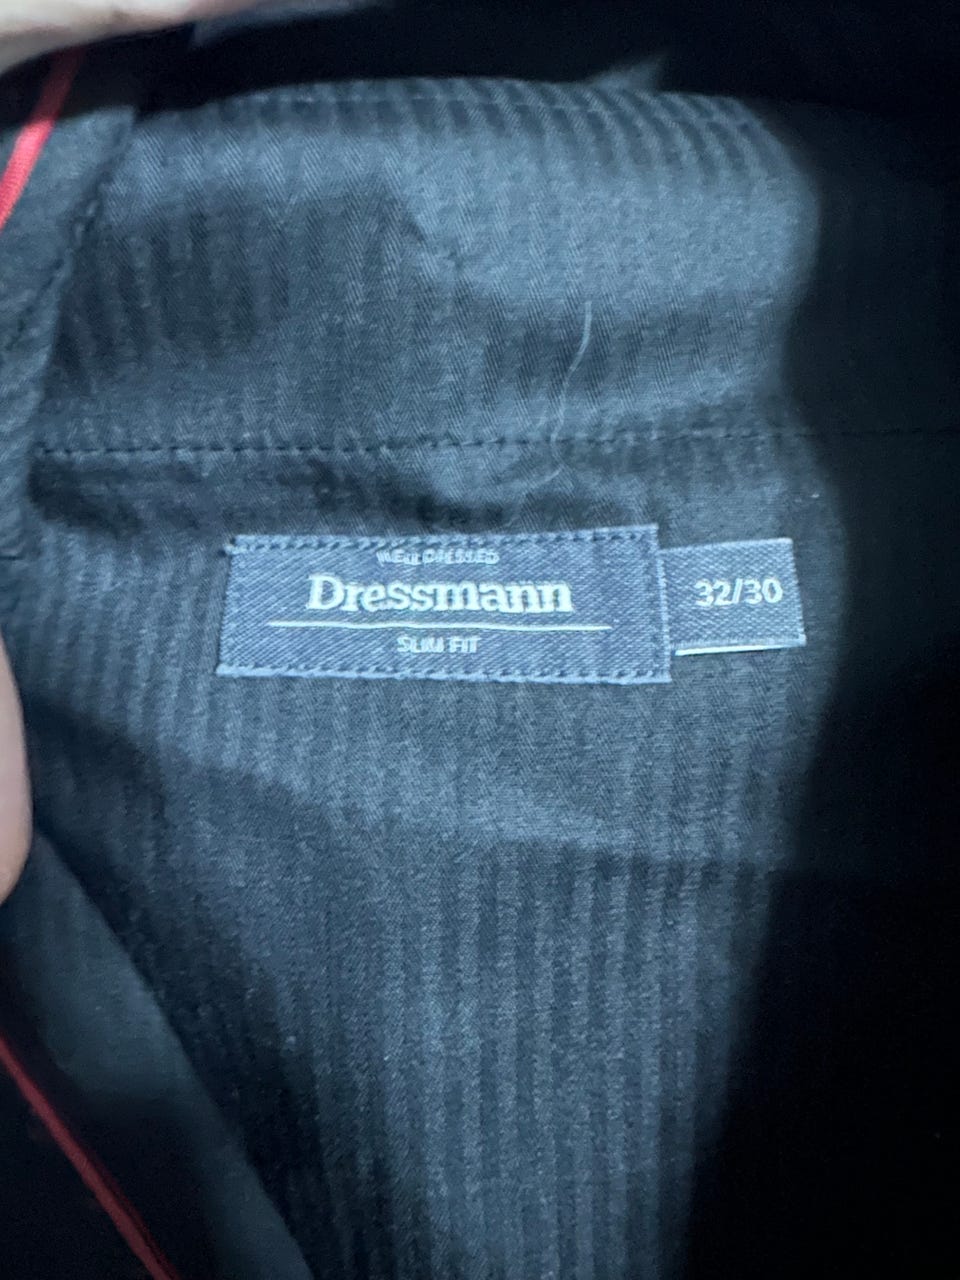 WELL DRESSED
Dressmann
SLIM FIT
32/30